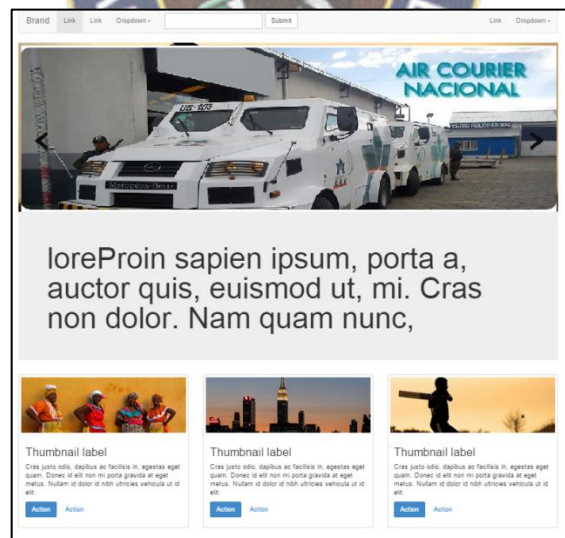 Brand Link Link Dropdown Submit Link Dropdown
AIR COURIER
NACIONAL
UB-103
Mercedes-Benz
loreProin sapien ipsum, porta a,
auctor quis, euismod ut, mi. Cras
non dolor. Nam quam nunc,
Thumbnail label
Cras justo odio, dapibus ac facilisis in, egestas eget
quam. Donec id elit non mi porta gravida at eget
metus. Nullam id dolor id nibh ultricies vehicula ut id
elit.
Action Action
Thumbnail label
Cras justo odio, dapibus ac facilisis in, egestas eget
quam. Donec id elit non mi porta gravida at eget
metus. Nullam id dolor id nibh ultricies vehicula ut id
elit.
Action Action
Thumbnail label
Cras justo odio, dapibus ac facilisis in, egestas eget
quam. Donec id elit non mi porta gravida at eget
metus. Nullam id dolor id nibh ultricies vehicula ut id
elit.
Action Action